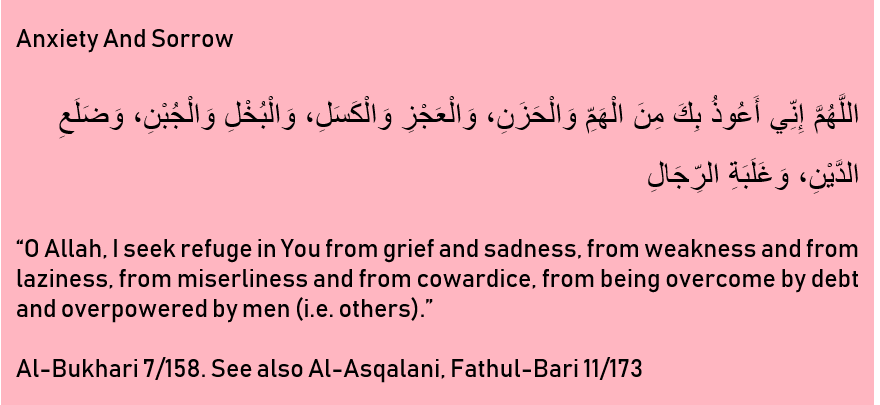 Anxiety And Sorrow
اللَّهُمَّ إِنِّي أَعُوذُ بِكَ مِنَ الْهَمِّ وَالْحَزَنِ، وَالْعَجْزِ وَالْكَسَلِ، وَالْبُخْلِ وَالْجُبْنِ، وَضَلَعِ
الدَّيْنِ، وَغَلَبَةِ الرِّجَالِ
“O Allah, I seek refuge in You from grief and sadness, from weakness and from
laziness, from miserliness and from cowardice, from being overcome by debt
and overpowered by men (i.e. others).”
Al-Bukhari 7/158. See also Al-Asqalani, Fathul-Bari 11/173